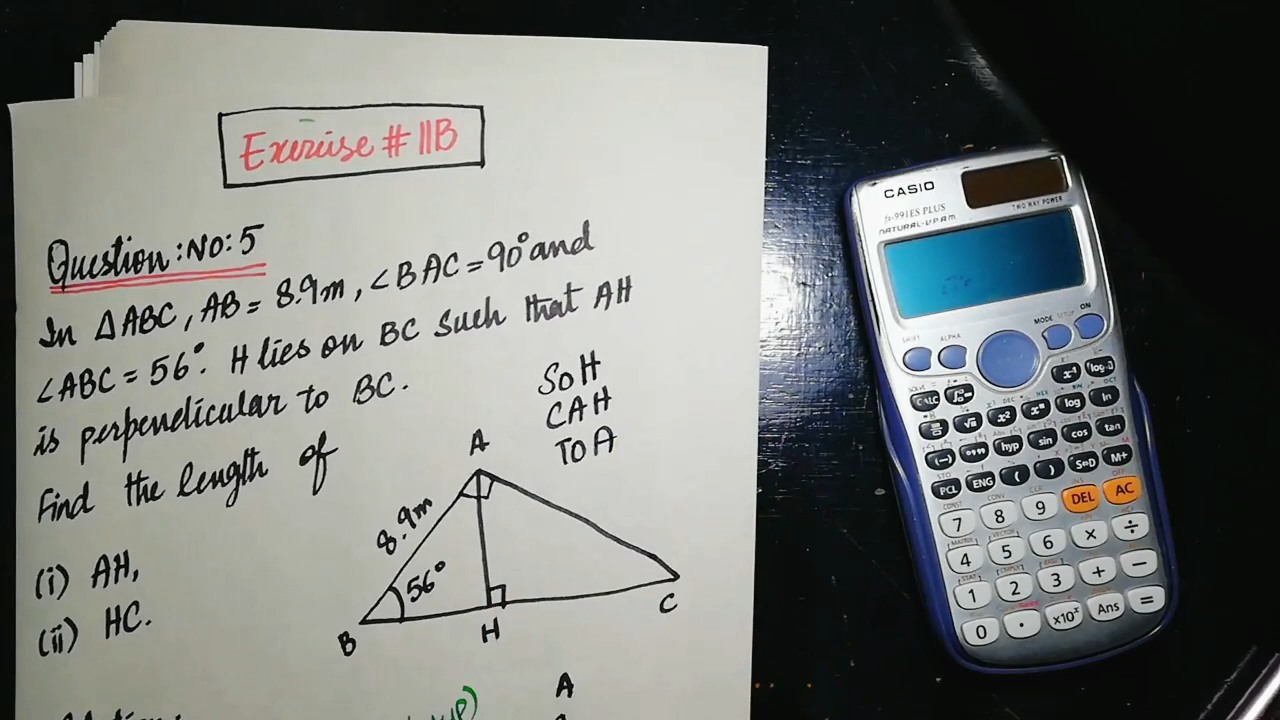 Exercise # 11B
Question:No:5
In ΔABC, AB = 8.9m, ∠BAC = 90° and
∠ABC = 56°. H lies on BC such that AH
is perpendicular to BC.
Find the length of
(i) AH,
(ii) HC.
SOH
CAH
TOA
A
8.9m
56°
B
H
C
A
CASIO
fx-991ES PLUS
TWO WAY POWER
NATURAL-V.P.A.M.
SHIFT
ALPHA
MODE SETUP
ON
CALC
x⁻¹
log
ln
(-)
hyp
sin
cos
tan
RCL
ENG
(
)
S⇔D
M+
7
8
9
DEL
AC
4
5
6
×
÷
1
2
3
+
−
0
.
×10ˣ
Ans
=